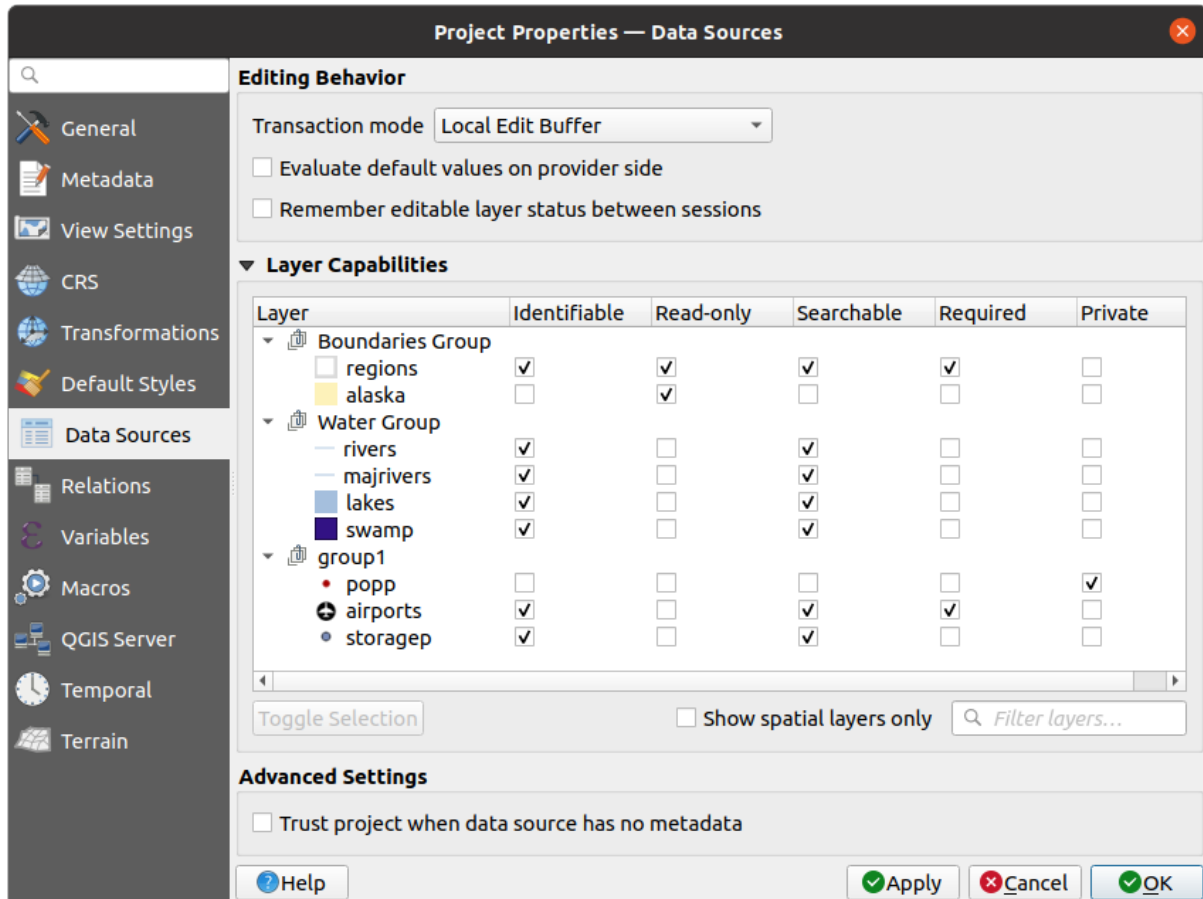 Project Properties — Data Sources
General
Metadata
View Settings
CRS
Transformations
Default Styles
Data Sources
Relations
Variables
Macros
QGIS Server
Temporal
Terrain
Editing Behavior
Transaction mode Local Edit Buffer
Evaluate default values on provider side
Remember editable layer status between sessions
Layer Capabilities
Layer Identifiable Read-only Searchable Required Private
Boundaries Group
regions
alaska
Water Group
rivers
majrivers
lakes
swamp
group1
popp
airports
storagep
Toggle Selection Show spatial layers only Filter layers...
Advanced Settings
Trust project when data source has no metadata
Help Apply Cancel OK